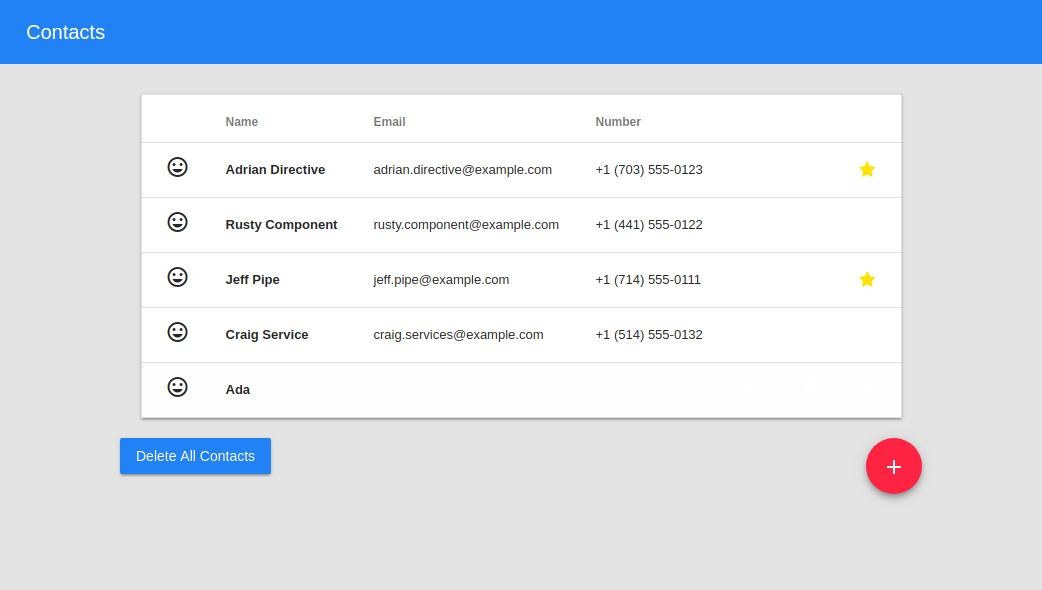 Contacts
Name Email Number
Adrian Directive adrian.directive@example.com +1 (703) 555-0123
Rusty Component rusty.component@example.com +1 (441) 555-0122
Jeff Pipe jeff.pipe@example.com +1 (714) 555-0111
Craig Service craig.services@example.com +1 (514) 555-0132
Ada
Delete All Contacts
+